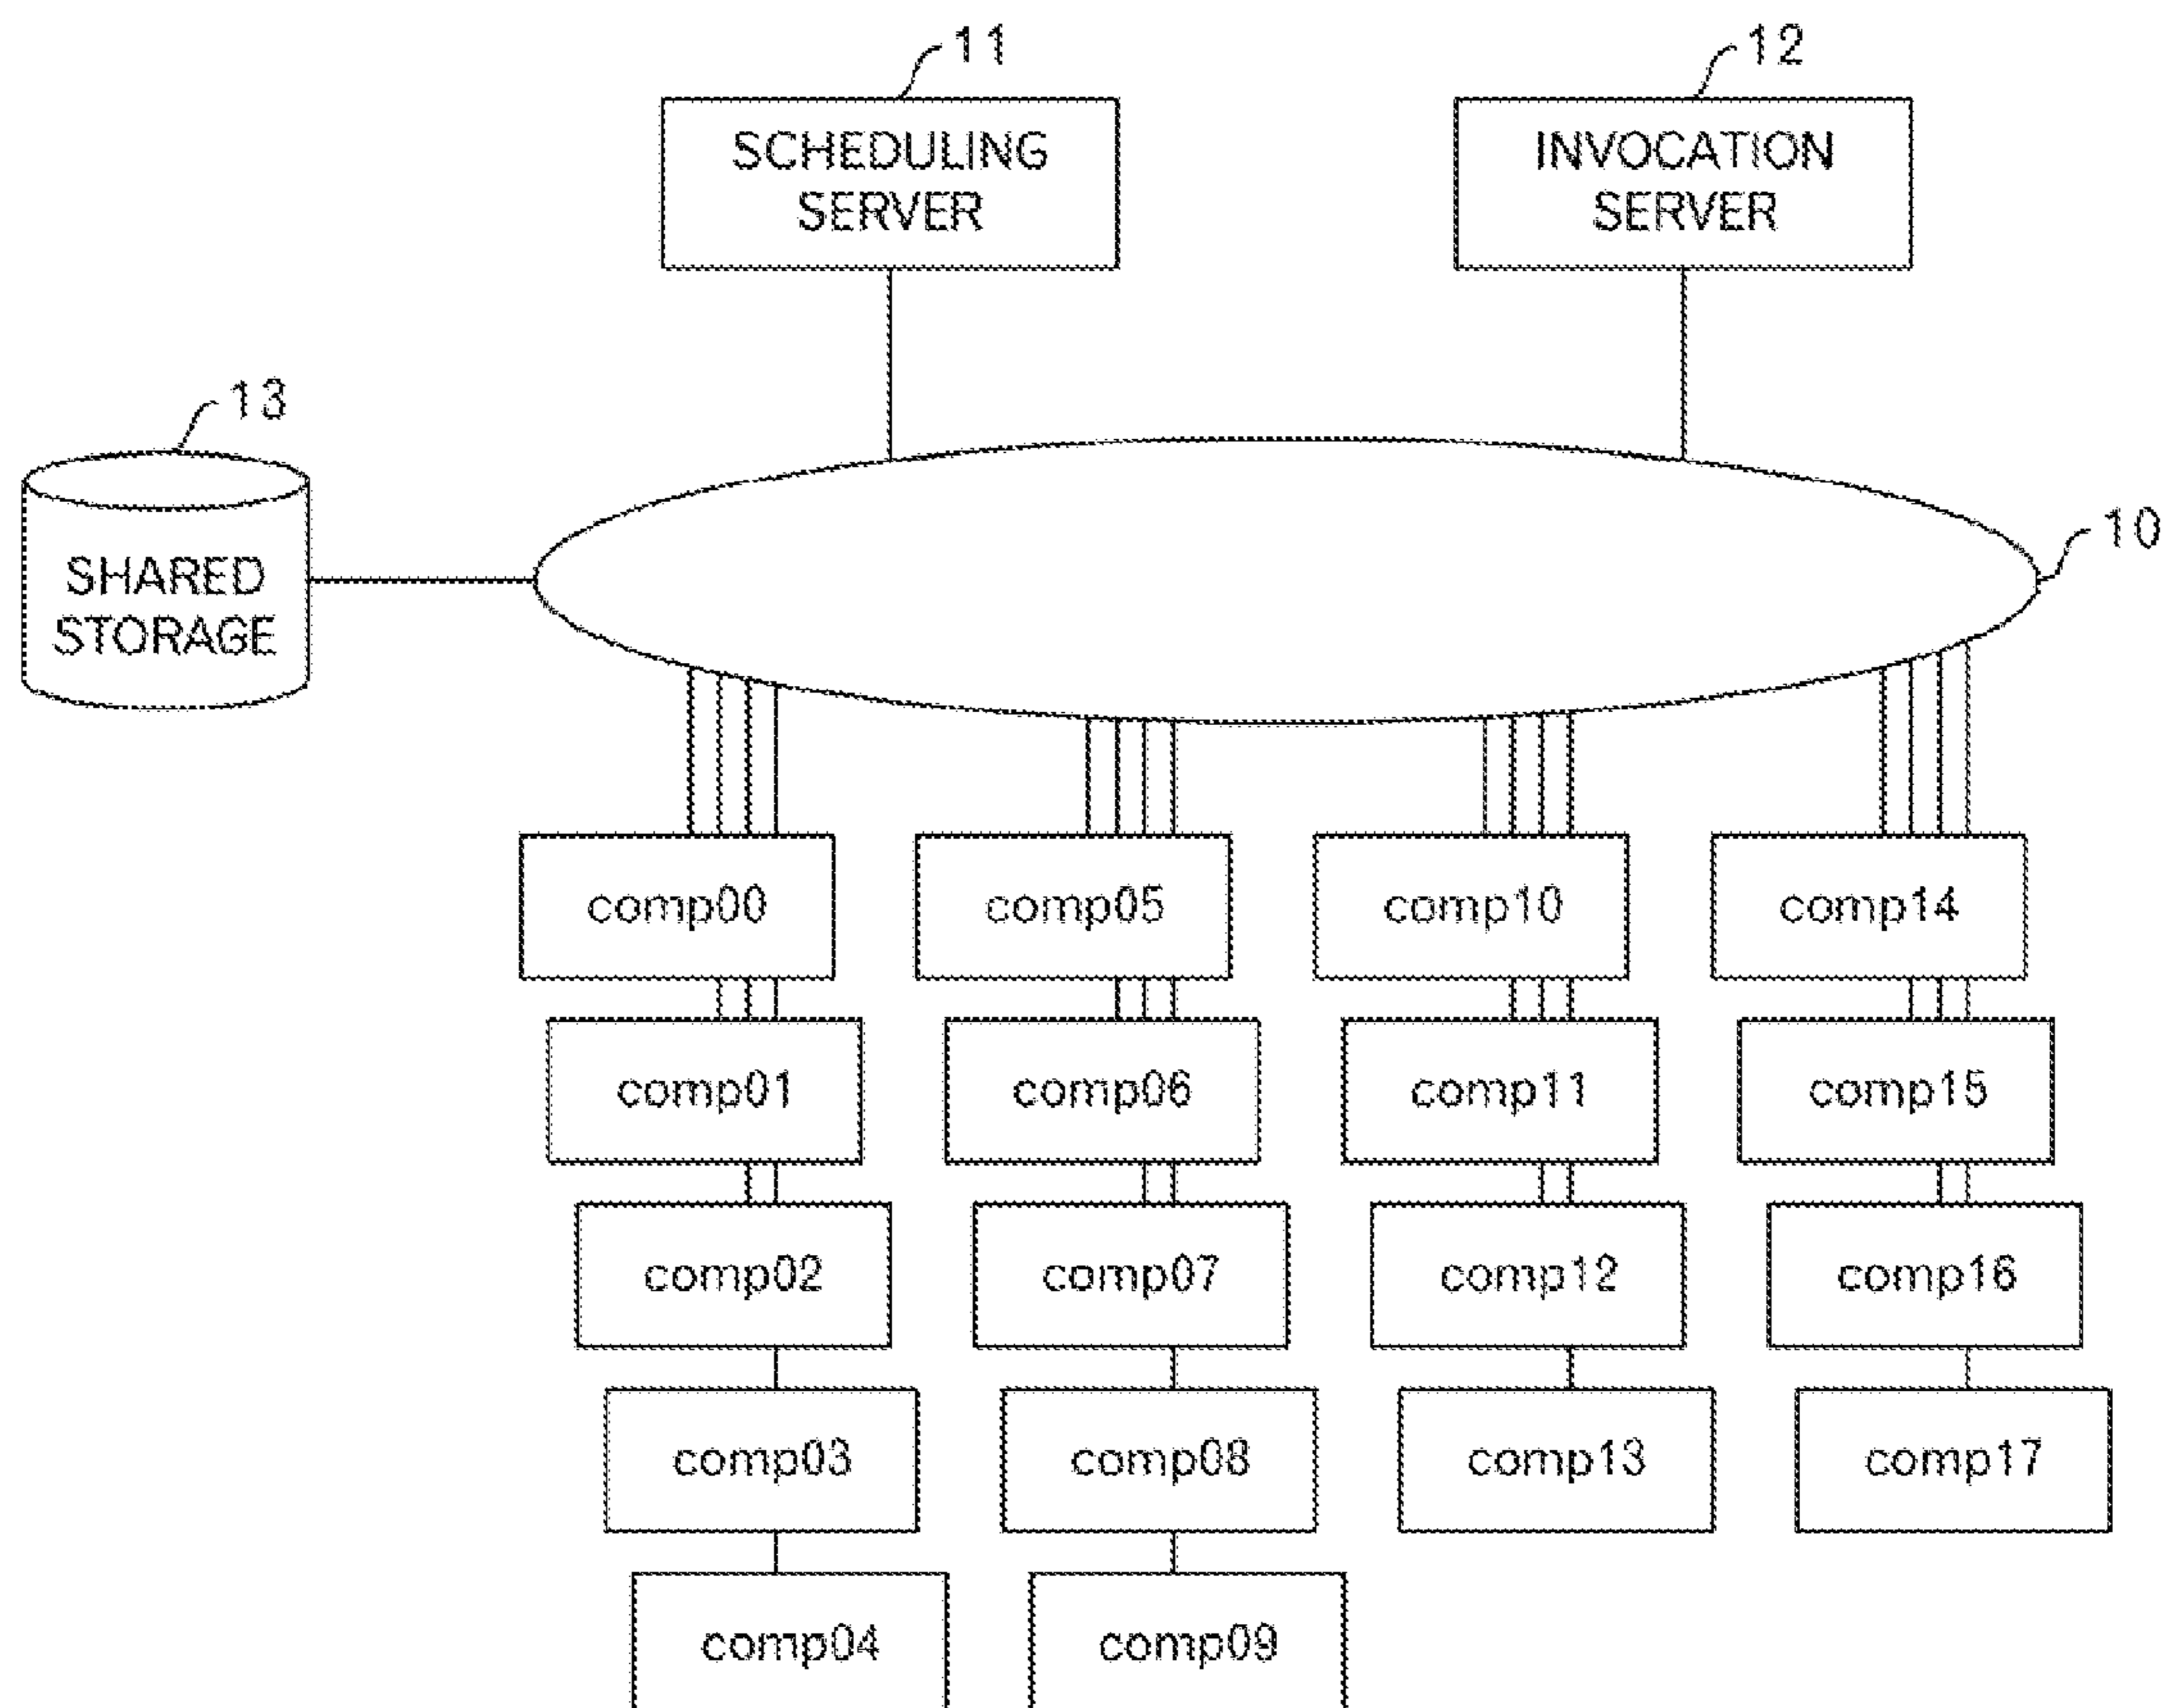 11
12
SCHEDULING
SERVER
INVOCATION
SERVER
13
10
SHARED
STORAGE
comp00
comp05
comp10
comp14
comp01
comp06
comp11
comp15
comp02
comp07
comp12
comp16
comp03
comp08
comp13
comp17
comp04
comp09